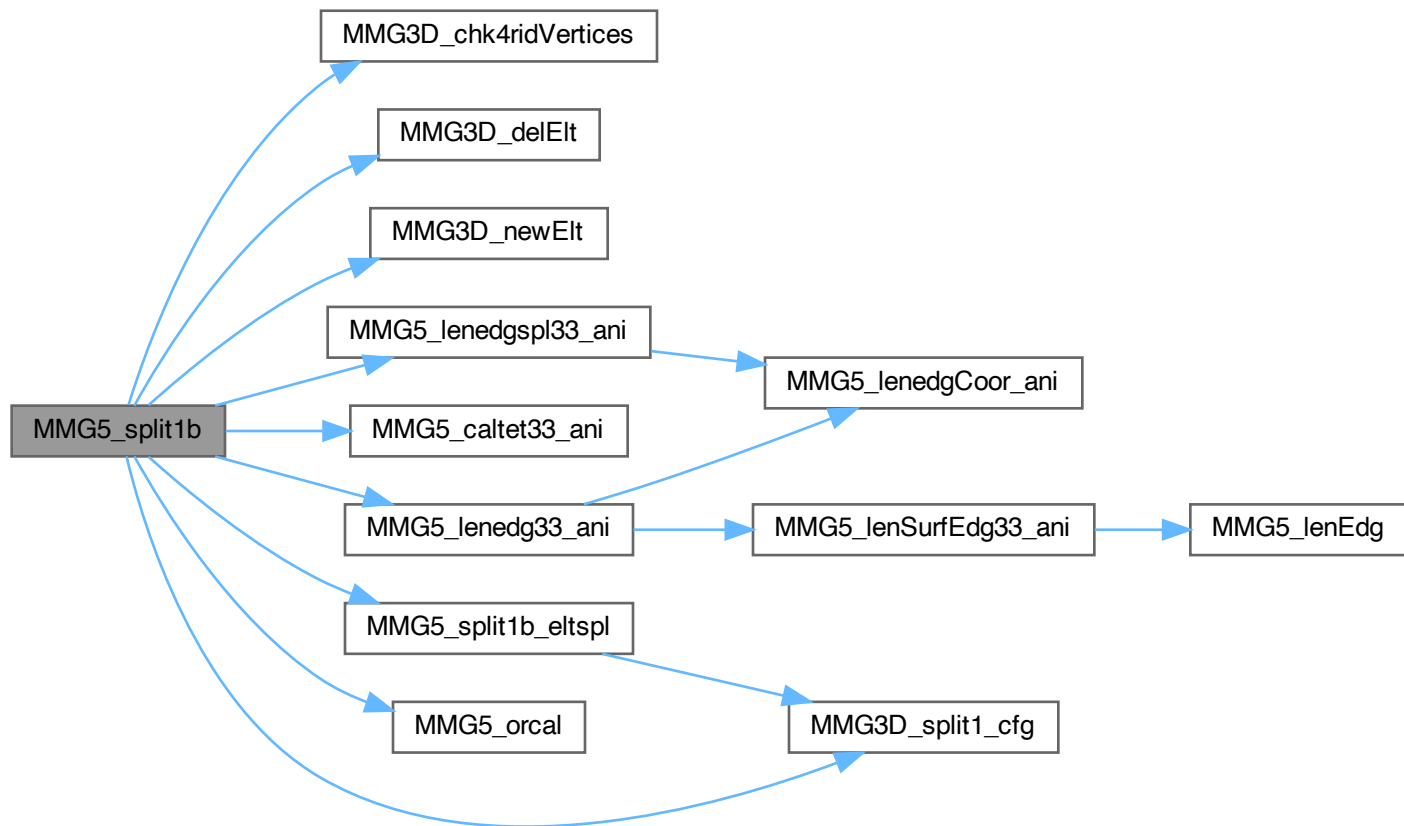 MMG3D_chk4ridVertices
MMG3D_delElt
MMG3D_newElt
MMG5_lenedgspl33_ani
MMG5_lenedgCoor_ani
MMG5_split1b
MMG5_caltet33_ani
MMG5_lenedg33_ani
MMG5_lenSurfEdg33_ani
MMG5_lenEdg
MMG5_split1b_eltspl
MMG5_orcal
MMG3D_split1_cfg